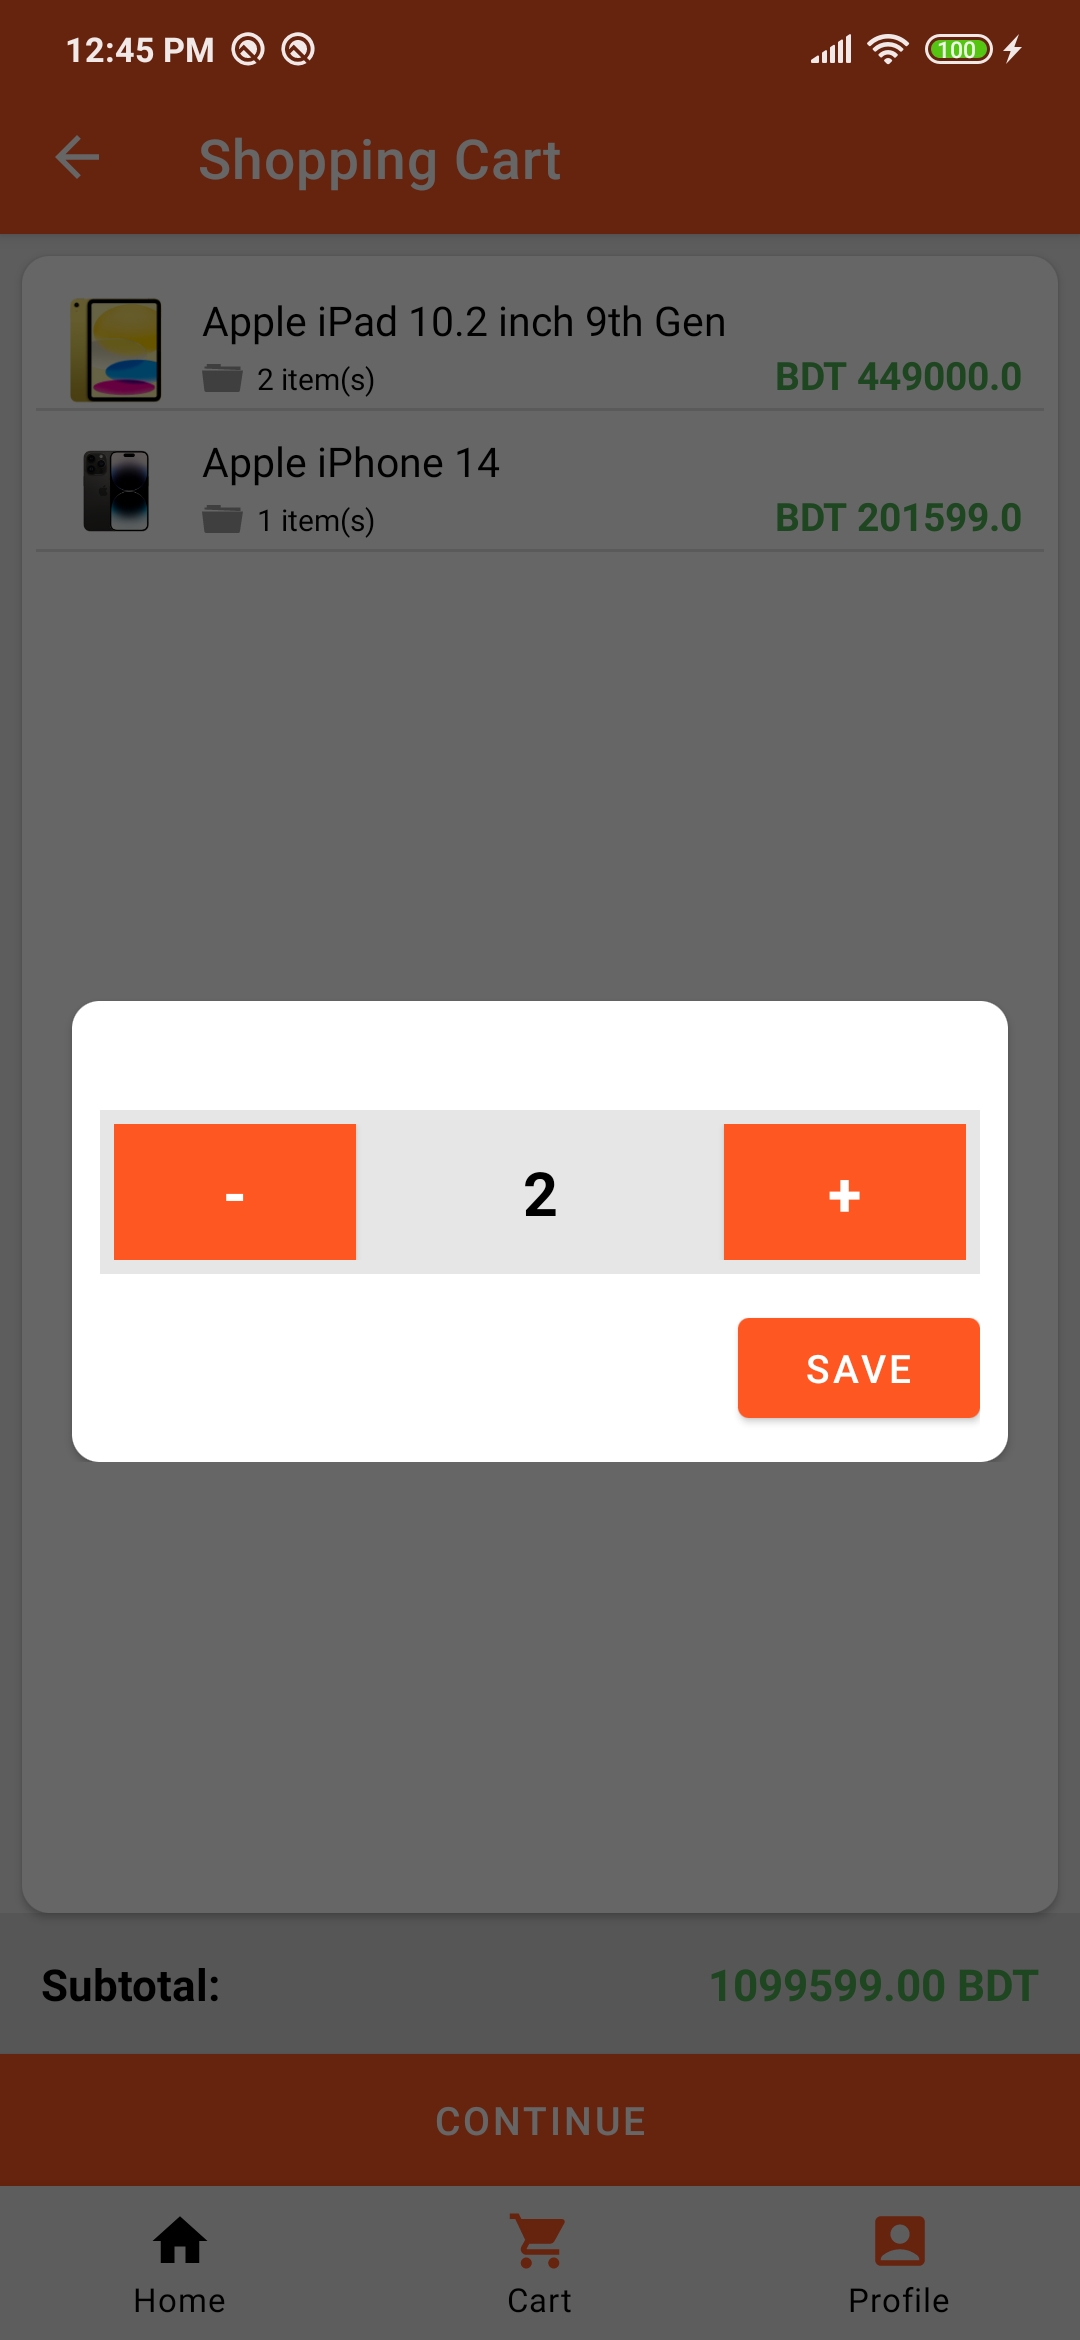 12:45 PM
100
Shopping Cart
Apple iPad 10.2 inch 9th Gen
2 item(s)
BDT 449000.0
Apple iPhone 14
1 item(s)
BDT 201599.0
- 2 +
SAVE
Subtotal: 1099599.00 BDT
CONTINUE
Home Cart Profile